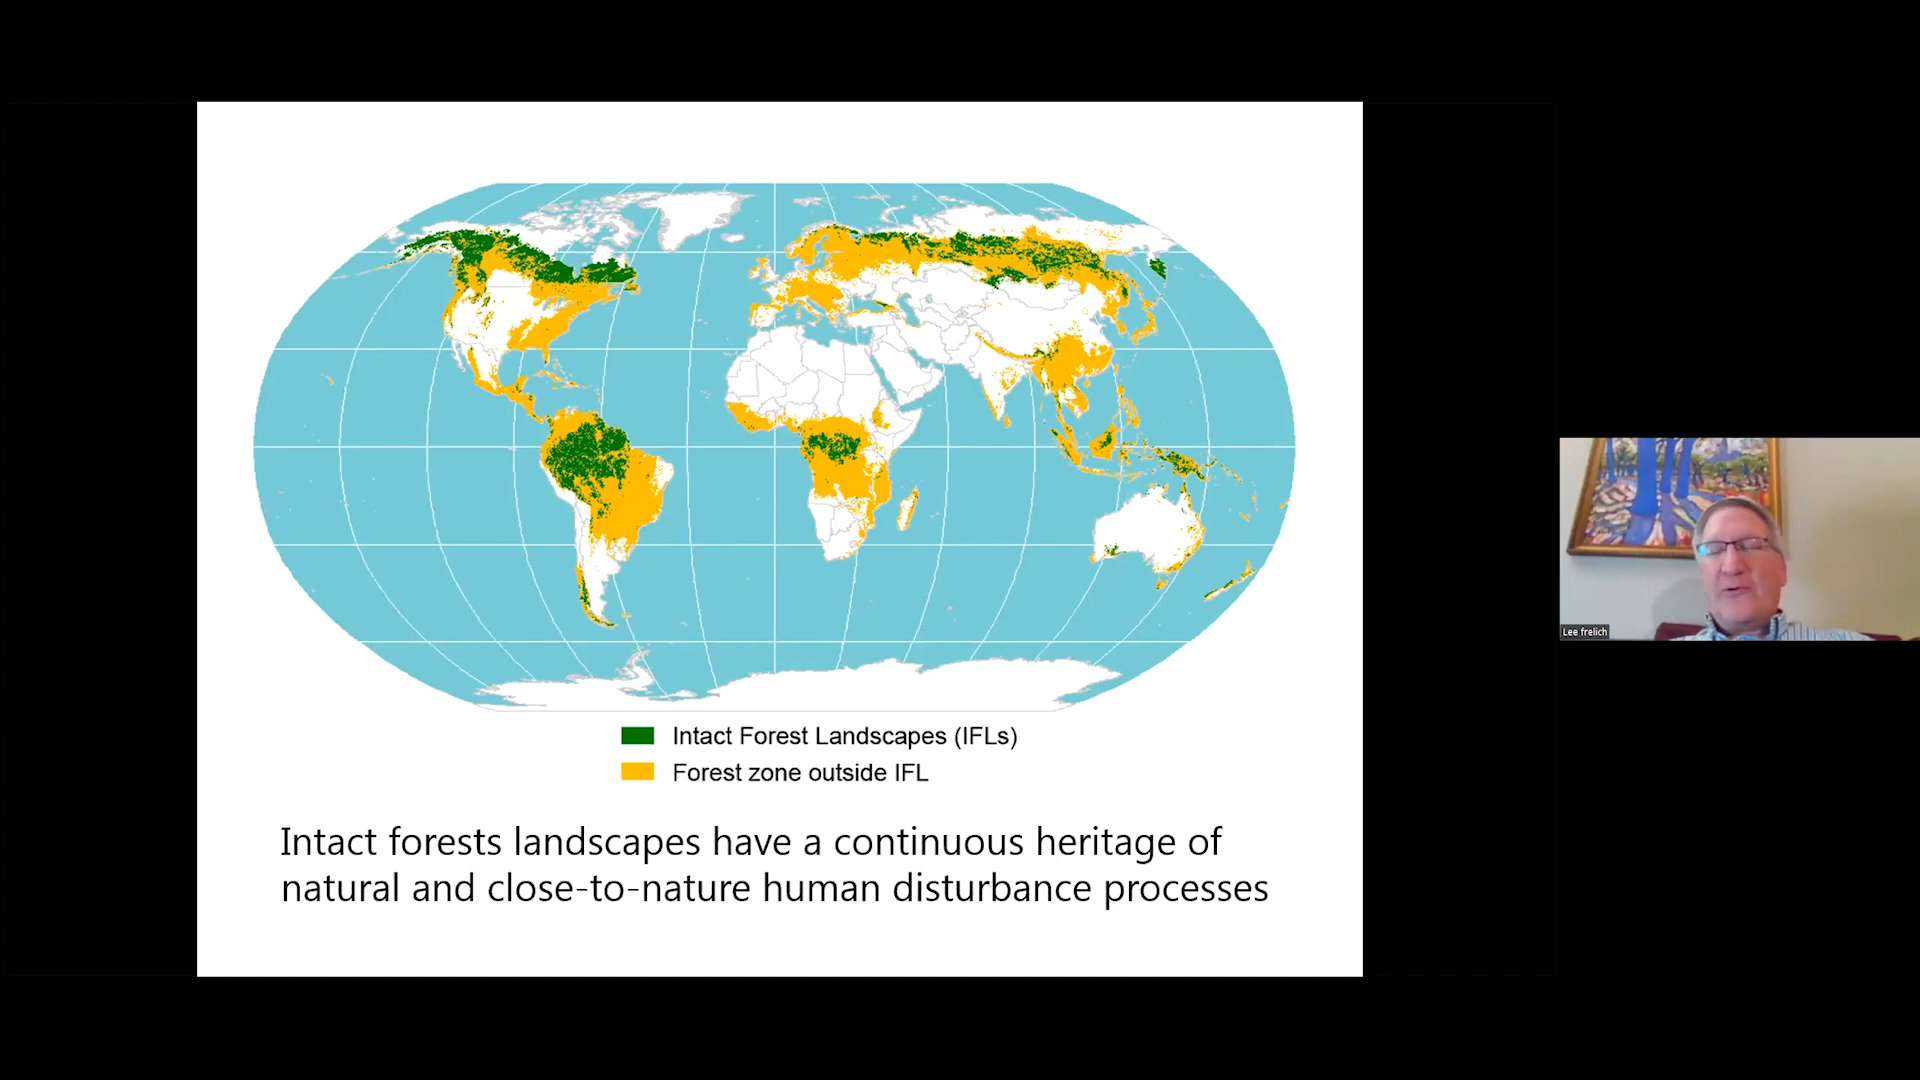 Intact Forest Landscapes (IFLs)
Forest zone outside IFL
Intact forests landscapes have a continuous heritage of
natural and close-to-nature human disturbance processes
Lee frelich